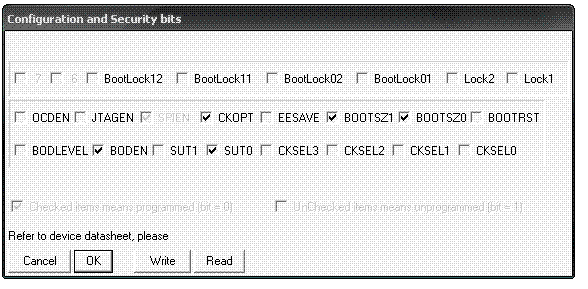 Configuration and Security bits
7 6 BootLock12 BootLock11 BootLock02 BootLock01 Lock2 Lock1
OCDEN JTAGEN SPIEN CKOPT EESAVE BOOTSZ1 BOOTSZ0 BOOTRST
BODLEVEL BODEN SUT1 SUT0 CKSEL3 CKSEL2 CKSEL1 CKSEL0
Checked items means programmed (bit = 0) UnChecked items means unprogrammed (bit = 1)
Refer to device datasheet, please
Cancel OK Write Read